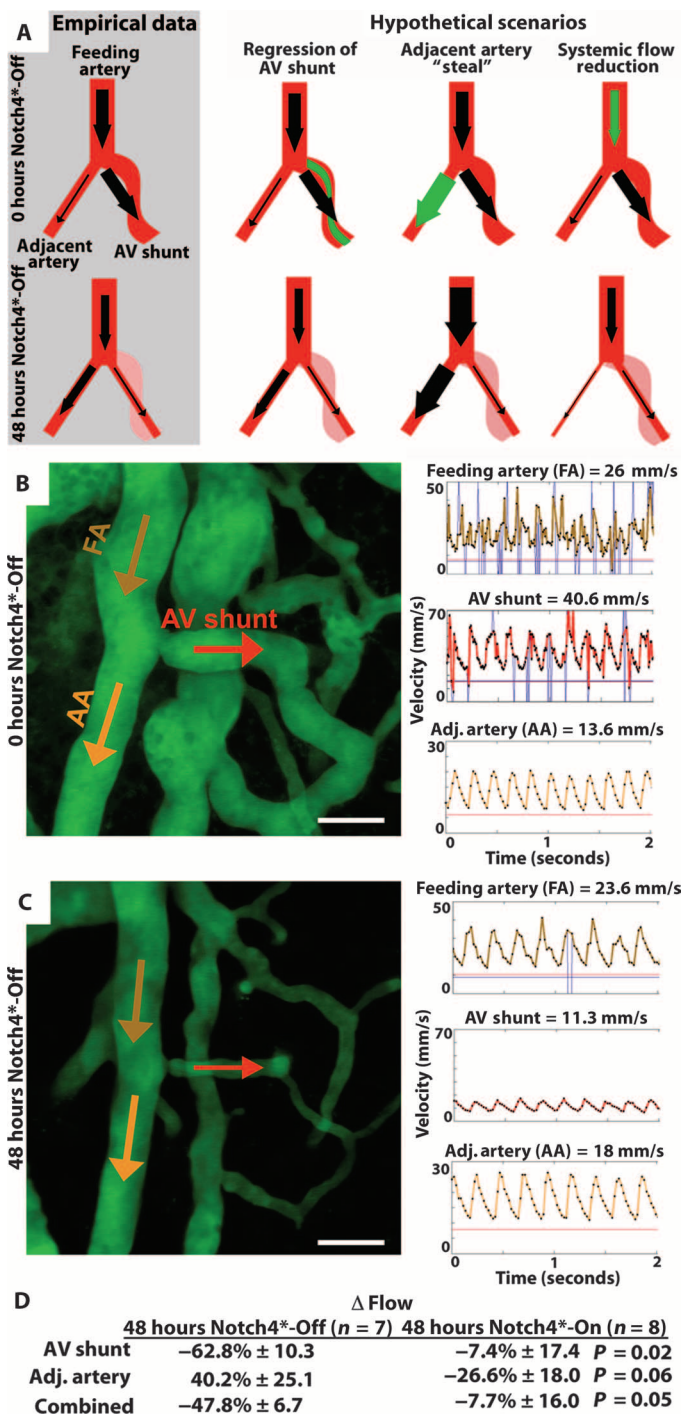 A
Empirical data
Hypothetical scenarios
Feeding
artery
Regression of
AV shunt
Adjacent artery
“steal”
Systemic flow
reduction
0 hours Notch4*-Off
Adjacent
artery
AV shunt
48 hours Notch4*-Off
B
0 hours Notch4*-Off
FA
AV shunt
AA
Feeding artery (FA) = 26 mm/s
50
0
AV shunt = 40.6 mm/s
70
0
Velocity (mm/s)
Adj. artery (AA) = 13.6 mm/s
30
0
0 1 2
Time (seconds)
C
48 hours Notch4*-Off
Feeding artery (FA) = 23.6 mm/s
50
0
AV shunt = 11.3 mm/s
70
0
Velocity (mm/s)
Adj. artery (AA) = 18 mm/s
30
0
0 1 2
Time (seconds)
D
Δ Flow
48 hours Notch4*-Off (n = 7) 48 hours Notch4*-On (n = 8)
AV shunt −62.8% ± 10.3 −7.4% ± 17.4 P = 0.02
Adj. artery 40.2% ± 25.1 −26.6% ± 18.0 P = 0.06
Combined −47.8% ± 6.7 −7.7% ± 16.0 P = 0.05